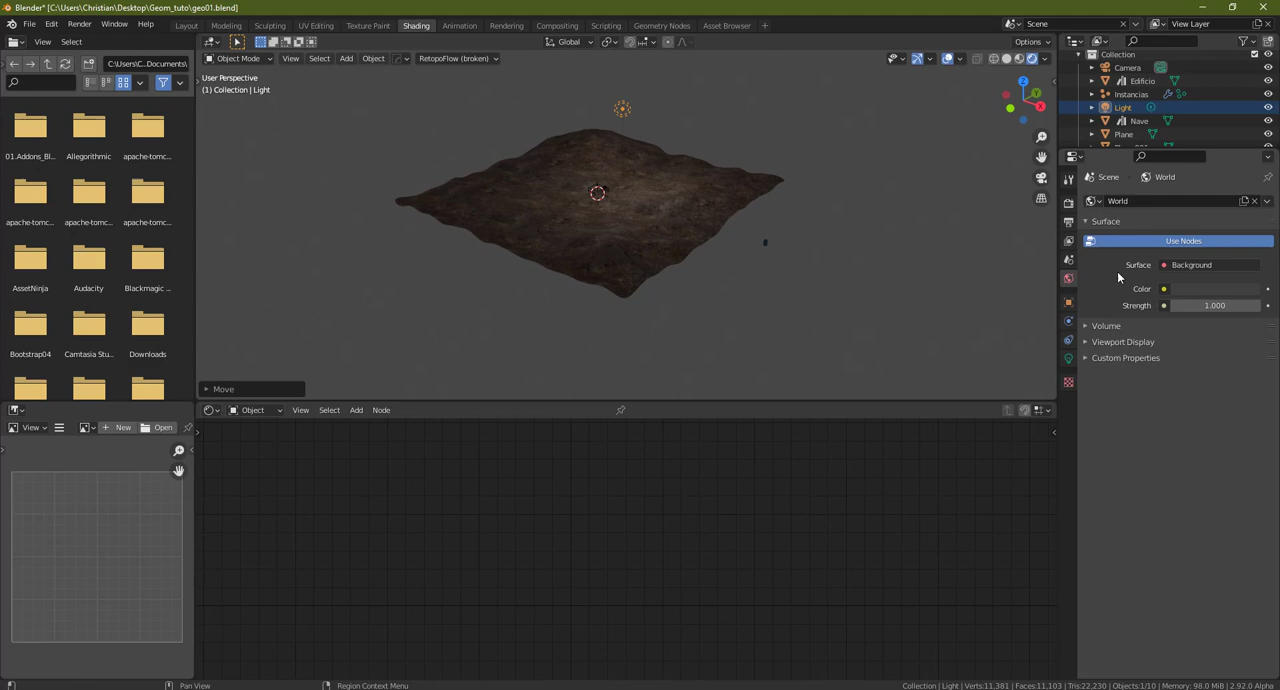 Blender* [C:\Users\Christian\Desktop\Geom_tuto\geo01.blend]
File Edit Render Window Help Layout Modeling Sculpting UV Editing Texture Paint Shading Animation Rendering Compositing Scripting Geometry Nodes Asset Browser + Scene View Layer
View Select Global Options
C:\Users\C...Documents\ Object Mode View Select Add Object RetopoFlow (broken)
User Perspective
(1) Collection | Light
Z
Y
X
Collection
Camera
Edificio
Instancias
Light
Nave
Plane
Scene World
World
Surface
Use Nodes
Surface Background
Color
Strength 1.000
Volume
Viewport Display
Custom Properties
01.Addons_Bl... Allegorithmic apache-tomc...
apache-tomc... apache-tomc... apache-tomc...
AssetNinja Audacity Blackmagic ...
Bootstrap04 Camtasia Stu... Downloads
Move
Object View Select Add Node
View + New Open
Pan View Region Context Menu Collection | Light | Verts:11,381 | Faces:11,103 | Tris:22,230 | Objects:1/10 | Memory: 98.0 MiB | 2.92.0 Alpha